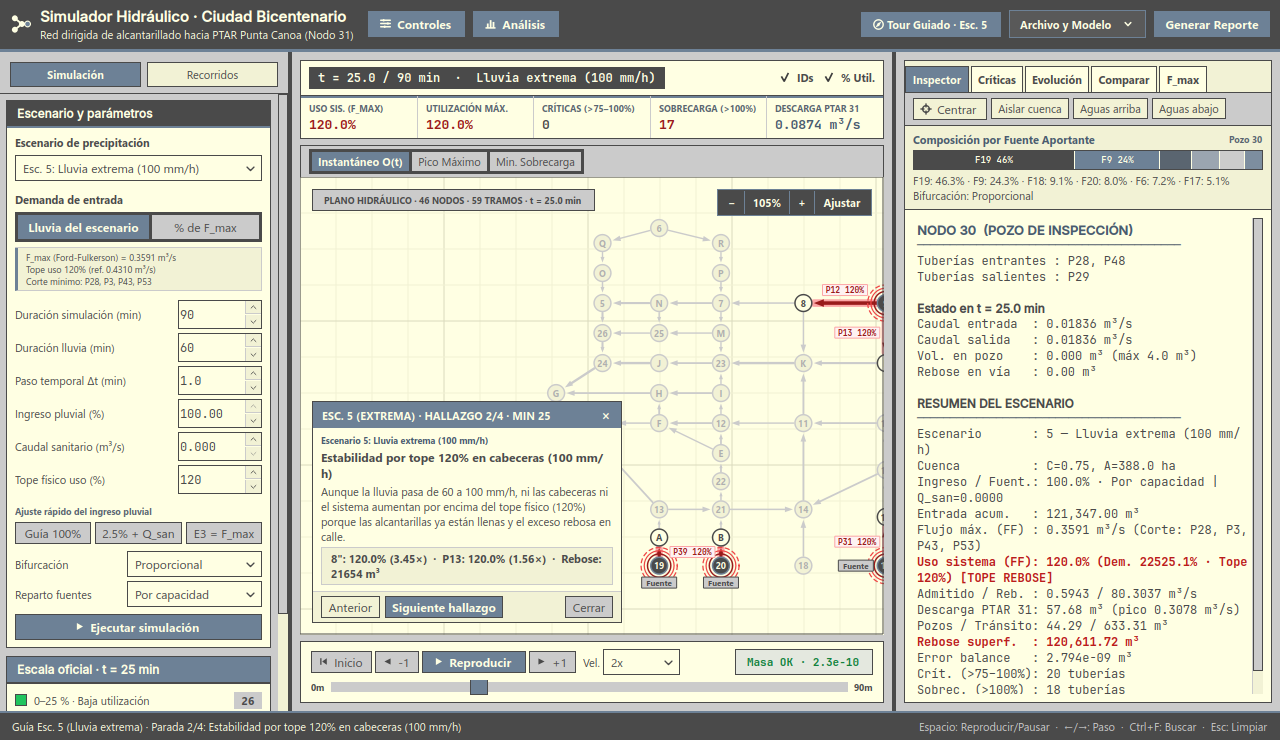 Simulador Hidráulico · Ciudad Bicentenario
Red dirigida de alcantarillado hacia PTAR Punta Canoa (Nodo 31)
Controles
Análisis
Tour Guiado · Esc. 5
Archivo y Modelo
Generar Reporte
Simulación
Recorridos
Escenario y parámetros
Escenario de precipitación
Esc. 5: Lluvia extrema (100 mm/h)
Demanda de entrada
Lluvia del escenario
% de F_max
F_max (Ford-Fulkerson) = 0.3591 m³/s
Tope uso 120% (ref. 0.4310 m³/s)
Corte mínimo: P28, P3, P43, P53
Duración simulación (min)
90
Duración lluvia (min)
60
Paso temporal Δt (min)
1.0
Ingreso pluvial (%)
100.00
Caudal sanitario (m³/s)
0.000
Tope físico uso (%)
120
Ajuste rápido del ingreso pluvial
Guía 100%
2.5% + Q_san
E3 = F_max
Bifurcación
Proporcional
Reparto fuentes
Por capacidad
Ejecutar simulación
Escala oficial · t = 25 min
0–25 % · Baja utilización
26
t = 25.0 / 90 min · Lluvia extrema (100 mm/h)
✓ IDs ✓ % Util.
USO SIS. (F_MAX)
120.0%
UTILIZACIÓN MÁX.
120.0%
CRÍTICAS (>75–100%)
0
SOBRECARGA (>100%)
17
DESCARGA PTAR 31
0.0874 m³/s
Instantáneo Q(t)
Pico Máximo
Min. Sobrecarga
PLANO HIDRÁULICO · 46 NODOS · 59 TRAMOS · t = 25.0 min
−
105%
+
Ajustar
6
Q
R
O
P
P12 120%
5
N
7
8
26
25
M
P13 120%
24
J
23
K
G
H
I
F
12
11
E
22
13
21
14
A
B
P39 120%
P31 120%
19
20
18
Fuente
Fuente
Fuente
ESC. 5 (EXTREMA) · HALLAZGO 2/4 · MIN 25
×
Escenario 5: Lluvia extrema (100 mm/h)
Estabilidad por tope 120% en cabeceras (100 mm/
h)
Aunque la lluvia pasa de 60 a 100 mm/h, ni las cabeceras ni
el sistema aumentan por encima del tope físico (120%)
porque las alcantarillas ya están llenas y el exceso rebosa en
calle.
8": 120.0% (3.45×) · P13: 120.0% (1.56×) · Rebose:
21654 m³
Anterior
Siguiente hallazgo
Cerrar
Inicio
-1
Reproducir
+1
Vel.
2x
Masa OK · 2.3e-10
0m
90m
Inspector
Críticas
Evolución
Comparar
F_max
Centrar
Aislar cuenca
Aguas arriba
Aguas abajo
Composición por Fuente Aportante
Pozo 30
F19 46%
F9 24%
F19: 46.3% · F9: 24.3% · F18: 9.1% · F20: 8.0% · F6: 7.2% · F17: 5.1%
Bifurcación: Proporcional
NODO 30 (POZO DE INSPECCIÓN)
Tuberías entrantes : P28, P48
Tuberías salientes : P29
Estado en t = 25.0 min
Caudal entrada : 0.01836 m³/s
Caudal salida : 0.01836 m³/s
Vol. en pozo : 0.000 m³ (máx 4.0 m³)
Rebose en vía : 0.00 m³
RESUMEN DEL ESCENARIO
Escenario : 5 — Lluvia extrema (100 mm/
h)
Cuenca : C=0.75, A=388.0 ha
Ingreso / Fuent.: 100.0% · Por capacidad |
Q_san=0.0000
Entrada acum. : 121,347.00 m³
Flujo máx. (FF) : 0.3591 m³/s (Corte: P28, P3,
P43, P53)
Uso sistema (FF): 120.0% (Dem. 22525.1% · Tope
120%) [TOPE REBOSE]
Admitido / Reb. : 0.5943 / 80.3037 m³/s
Descarga PTAR 31: 57.68 m³ (pico 0.3078 m³/s)
Pozos / Tránsito: 44.29 / 633.31 m³
Rebose superf. : 120,611.72 m³
Error balance : 2.794e-09 m³
Crít. (>75–100%): 20 tuberías
Sobrec. (>100%) : 18 tuberías
Guía Esc. 5 (Lluvia extrema) · Parada 2/4: Estabilidad por tope 120% en cabeceras (100 mm/h)
Espacio: Reproducir/Pausar · ←/→: Paso · Ctrl+F: Buscar · Esc: Limpiar